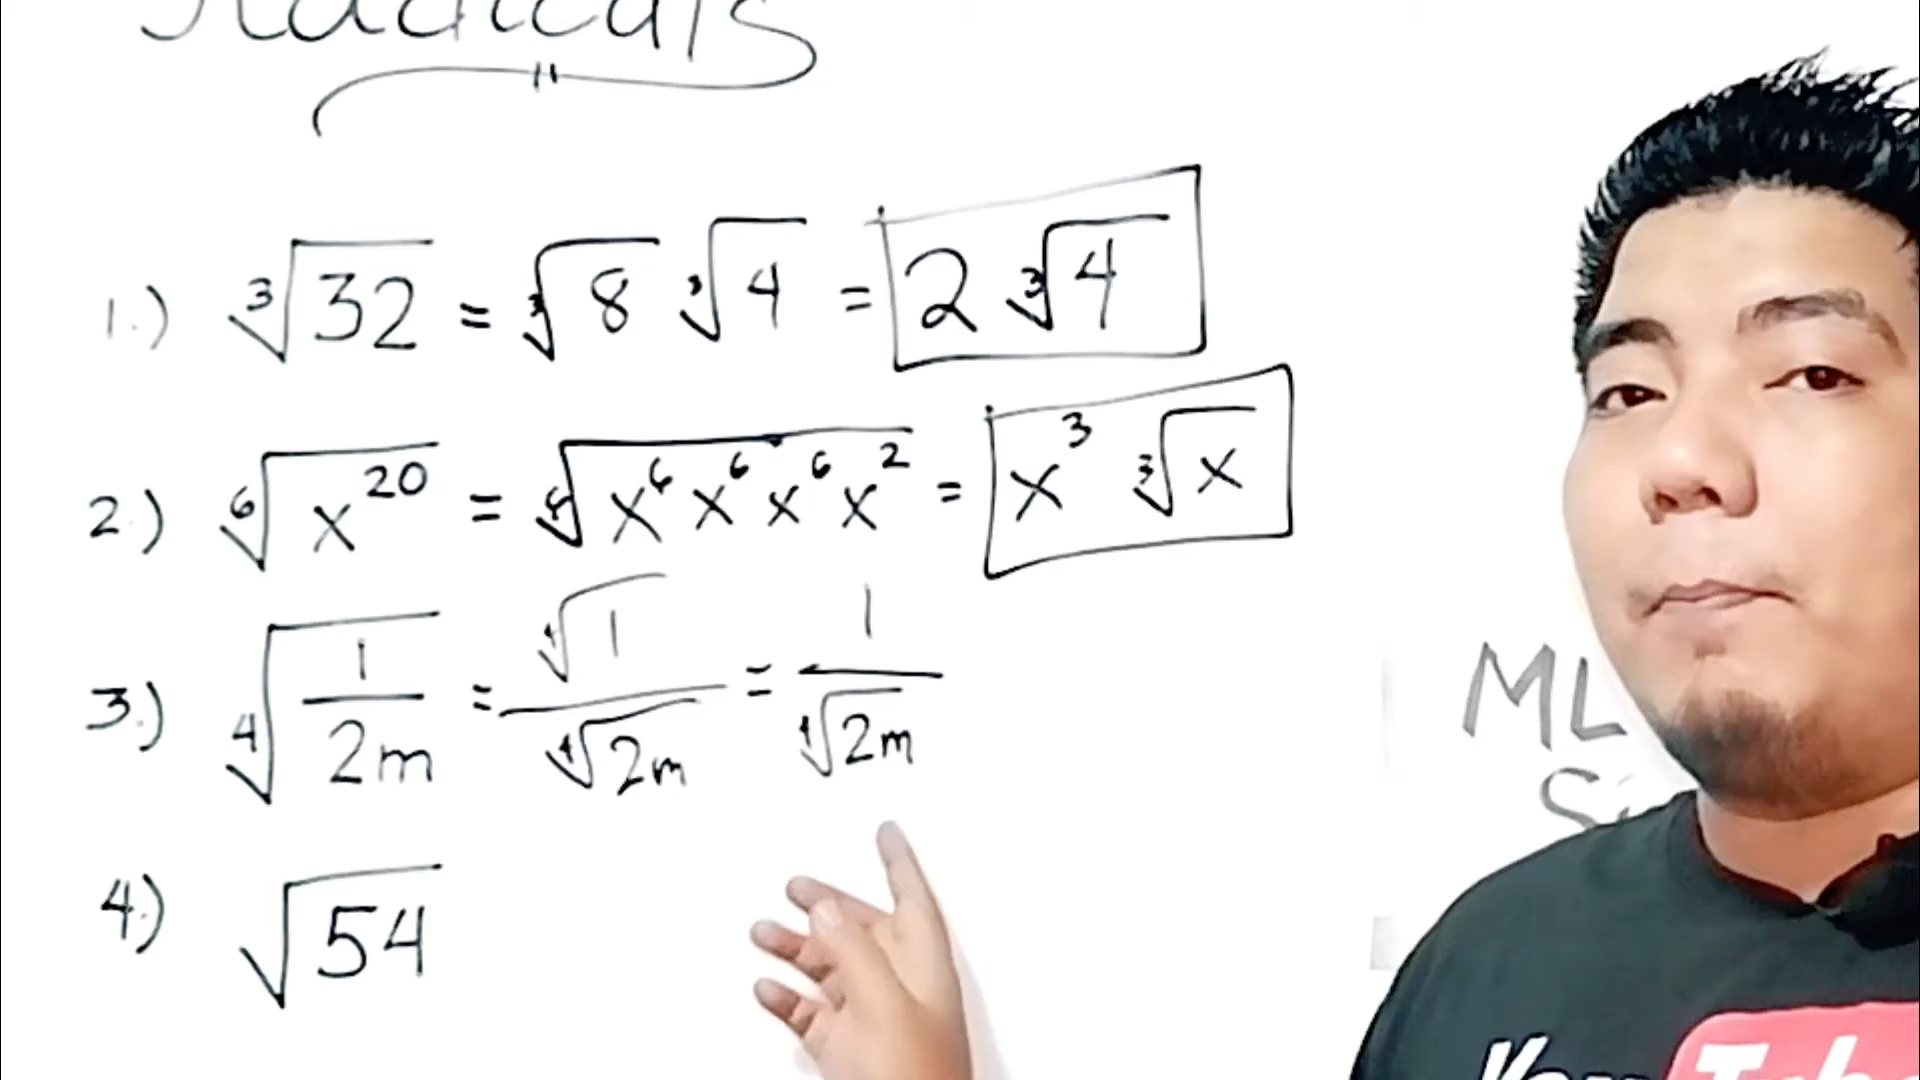 Radicals
1.) ∛32 = ∛8 ∛4 = 2 ∛4
2.) ⁶√x²⁰ = ⁶√x⁶x⁶x⁶x² = x³ ∛x
3.) ⁴√(1/2m) = ⁴√1/⁴√2m = 1/⁴√2m
4.) √54
ML